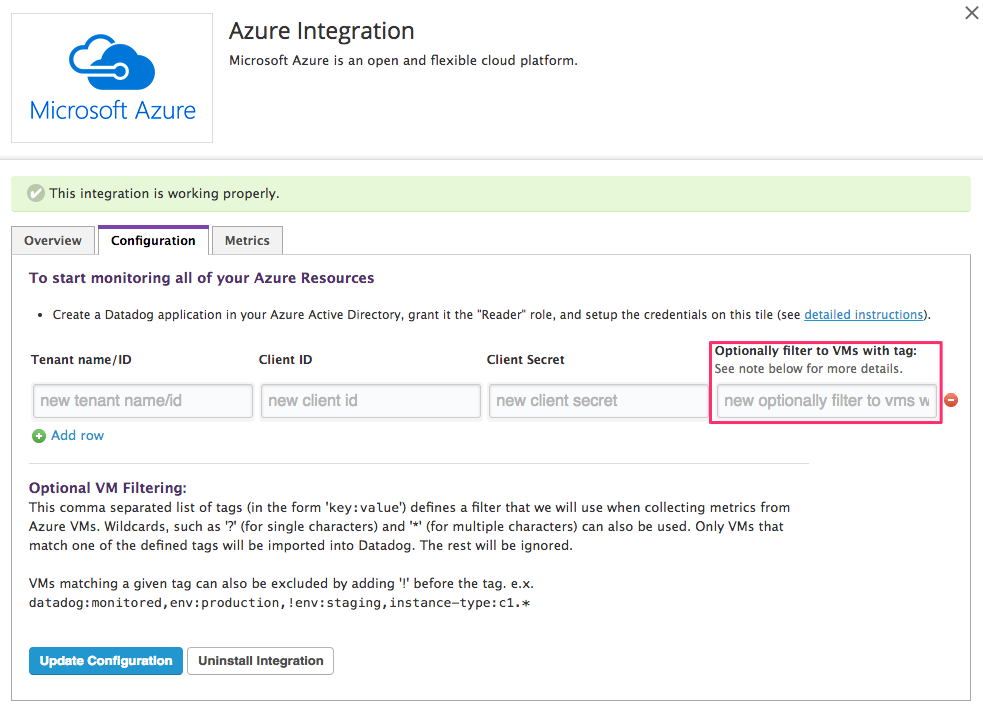 Azure Integration
Microsoft Azure is an open and flexible cloud platform.
Microsoft Azure
This integration is working properly.
Overview
Configuration
Metrics
To start monitoring all of your Azure Resources
• Create a Datadog application in your Azure Active Directory, grant it the "Reader" role, and setup the credentials on this tile (see detailed instructions).
Tenant name/ID
Client ID
Client Secret
Optionally filter to VMs with tag:
See note below for more details.
new tenant name/id
new client id
new client secret
new optionally filter to vms w
Add row
Optional VM Filtering:
This comma separated list of tags (in the form 'key:value') defines a filter that we will use when collecting metrics from
Azure VMs. Wildcards, such as '?' (for single characters) and '*' (for multiple characters) can also be used. Only VMs that
match one of the defined tags will be imported into Datadog. The rest will be ignored.
VMs matching a given tag can also be excluded by adding '!' before the tag. e.x.
datadog:monitored,env:production,!env:staging,instance-type:c1.*
Update Configuration
Uninstall Integration